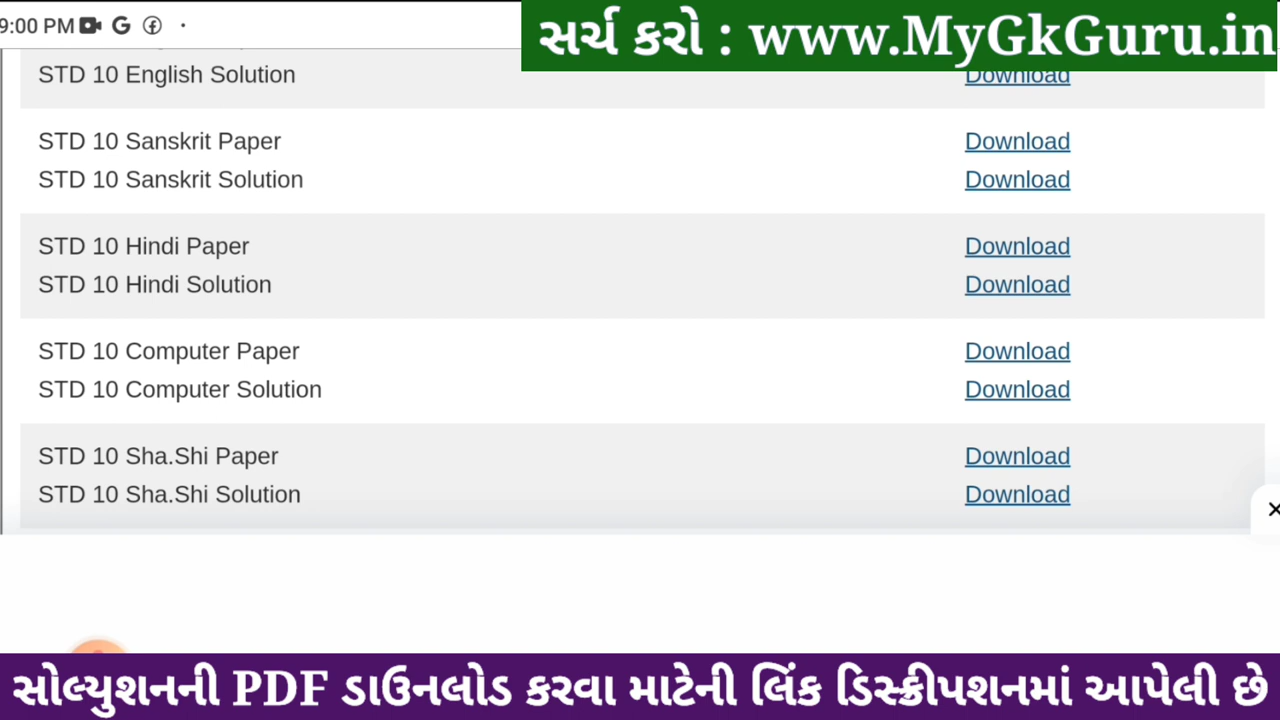 9:00 PM
સર્ચ કરો : www.MyGkGuru.in
STD 10 English Solution Download
STD 10 Sanskrit Paper Download
STD 10 Sanskrit Solution Download
STD 10 Hindi Paper Download
STD 10 Hindi Solution Download
STD 10 Computer Paper Download
STD 10 Computer Solution Download
STD 10 Sha.Shi Paper Download
STD 10 Sha.Shi Solution Download
સોલ્યુશનની PDF ડાઉનલોડ કરવા માટેની લિંક ડિસ્ક્રીપશનમાં આપેલી છે